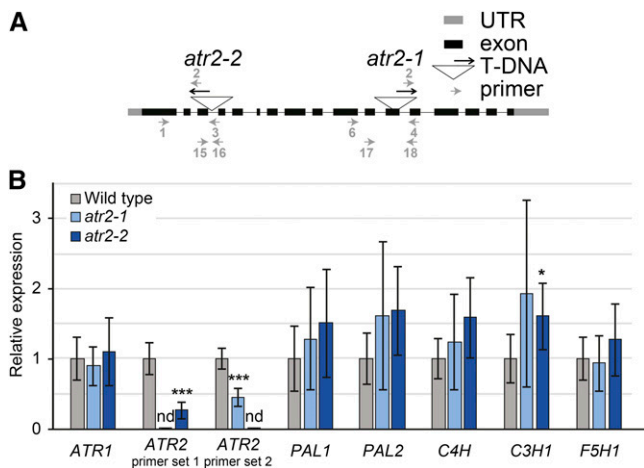 A
UTR
exon
T-DNA
primer
atr2-2
atr2-1
2
2
1
3
6
4
15
16
17
18
B
Wild type
atr2-1
atr2-2
Relative expression
3
2
1
0
nd
***
***
nd
*
ATR1
ATR2
primer set 1
ATR2
primer set 2
PAL1
PAL2
C4H
C3H1
F5H1